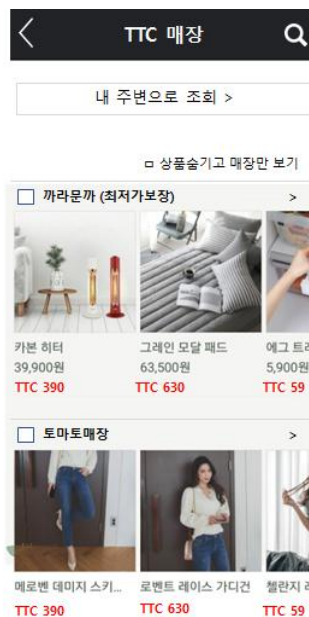 TTC 매장
내 주변으로 조회 >
ㅁ 상품숨기고 매장만 보기
까라문까 (최저가보장) >
카본 히터 그레인 모달 패드 에그 트레
39,900원 63,500원 5,900원
TTC 390 TTC 630 TTC 59
토마토매장 >
메로벤 데미지 스키... 로벤트 레이스 가디건 첼란지 레
TTC 390 TTC 630 TTC 59